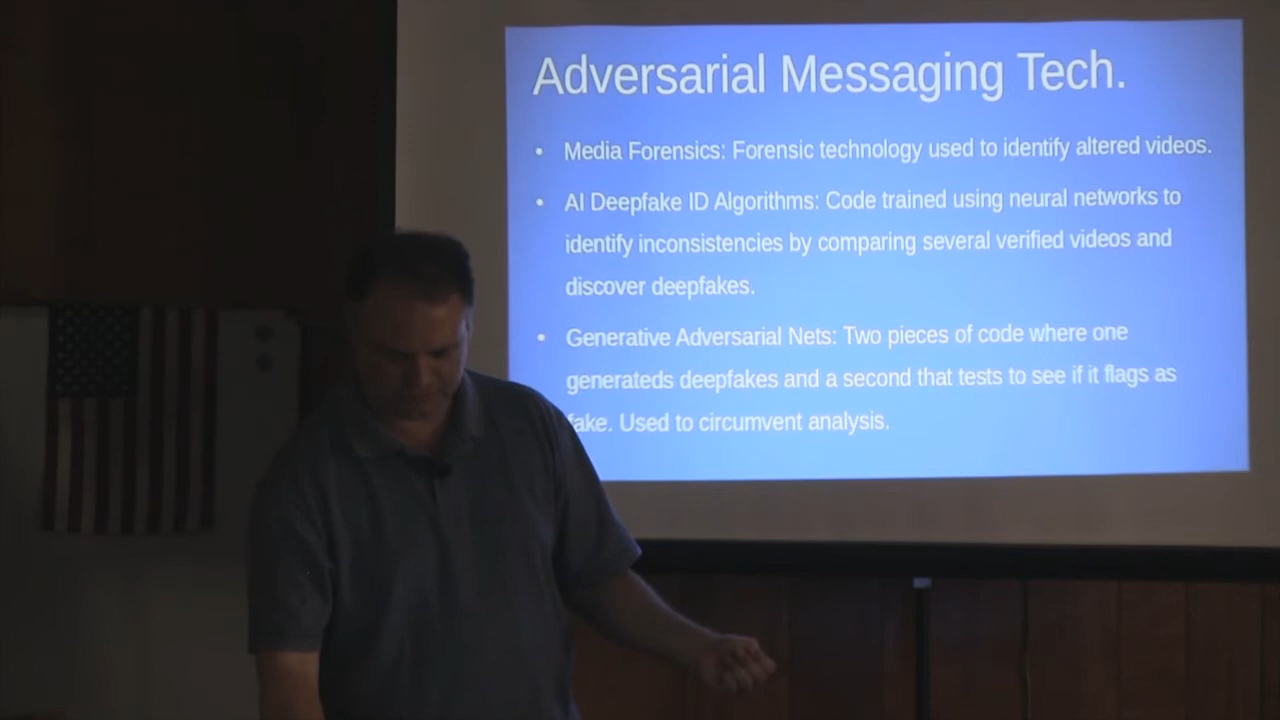 Adversarial Messaging Tech.
• Media Forensics: Forensic technology used to identify altered videos.
• AI Deepfake ID Algorithms: Code trained using neural networks to
identify inconsistencies by comparing several verified videos and
discover deepfakes.
• Generative Adversarial Nets: Two pieces of code where one
generateds deepfakes and a second that tests to see if it flags as
fake. Used to circumvent analysis.